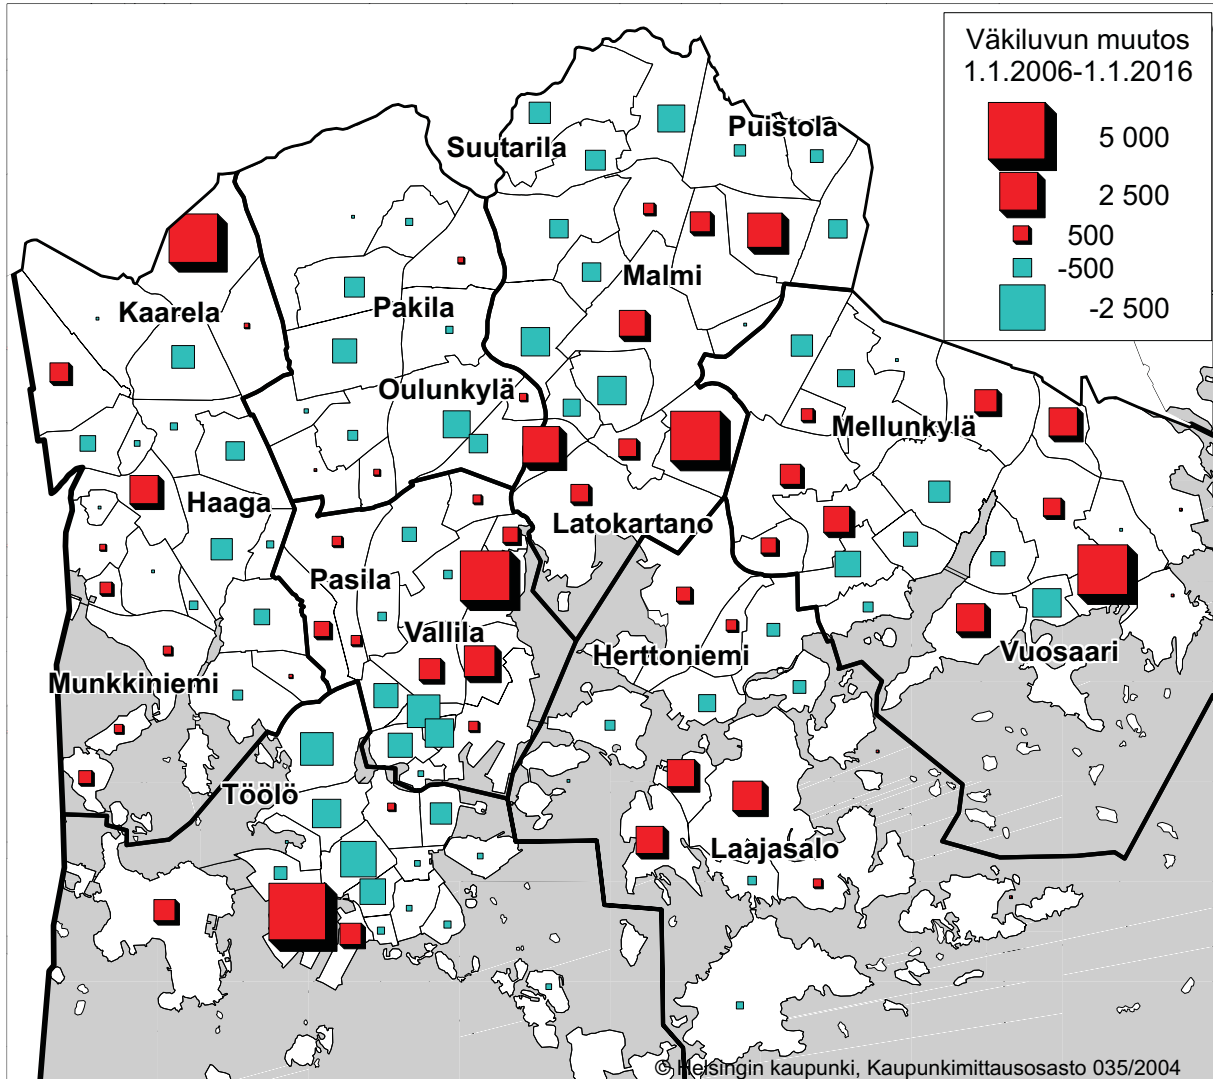 Väkiluvun muutos
1.1.2006-1.1.2016
5 000
2 500
500
-500
-2 500
Puistola
Suutarila
Malmi
Kaarela
Pakila
Oulunkylä
Mellunkylä
Haaga
Latokartano
Pasila
Vallila
Herttoniemi
Vuosaari
Munkkiniemi
Töölö
Laajasalo
© Helsingin kaupunki, Kaupunkimittausosasto 035/2004